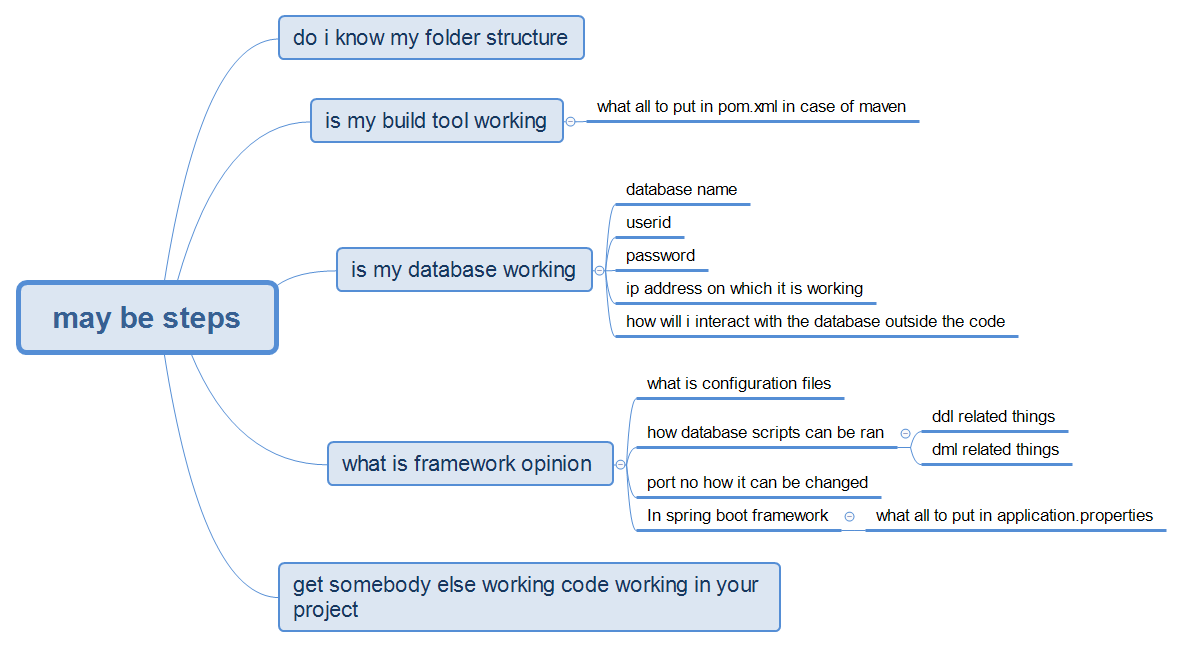 do i know my folder structure
is my build tool working
what all to put in pom.xml in case of maven
database name
userid
password
is my database working
ip address on which it is working
how will i interact with the database outside the code
may be steps
what is configuration files
how database scripts can be ran
ddl related things
dml related things
what is framework opinion
port no how it can be changed
In spring boot framework
what all to put in application.properties
get somebody else working code working in your
project